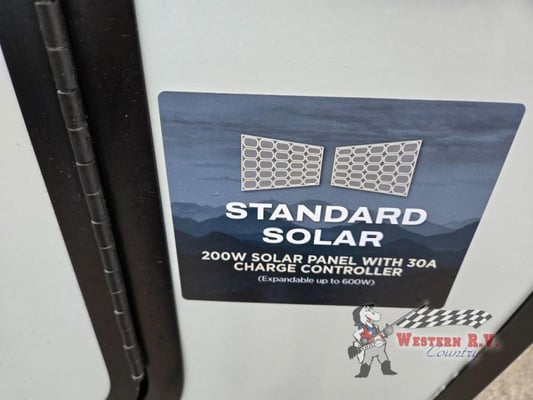 STANDARD
SOLAR
200W SOLAR PANEL WITH 30A
CHARGE CONTROLLER
(Expandable up to 600W)
WESTERN R.V.
Country